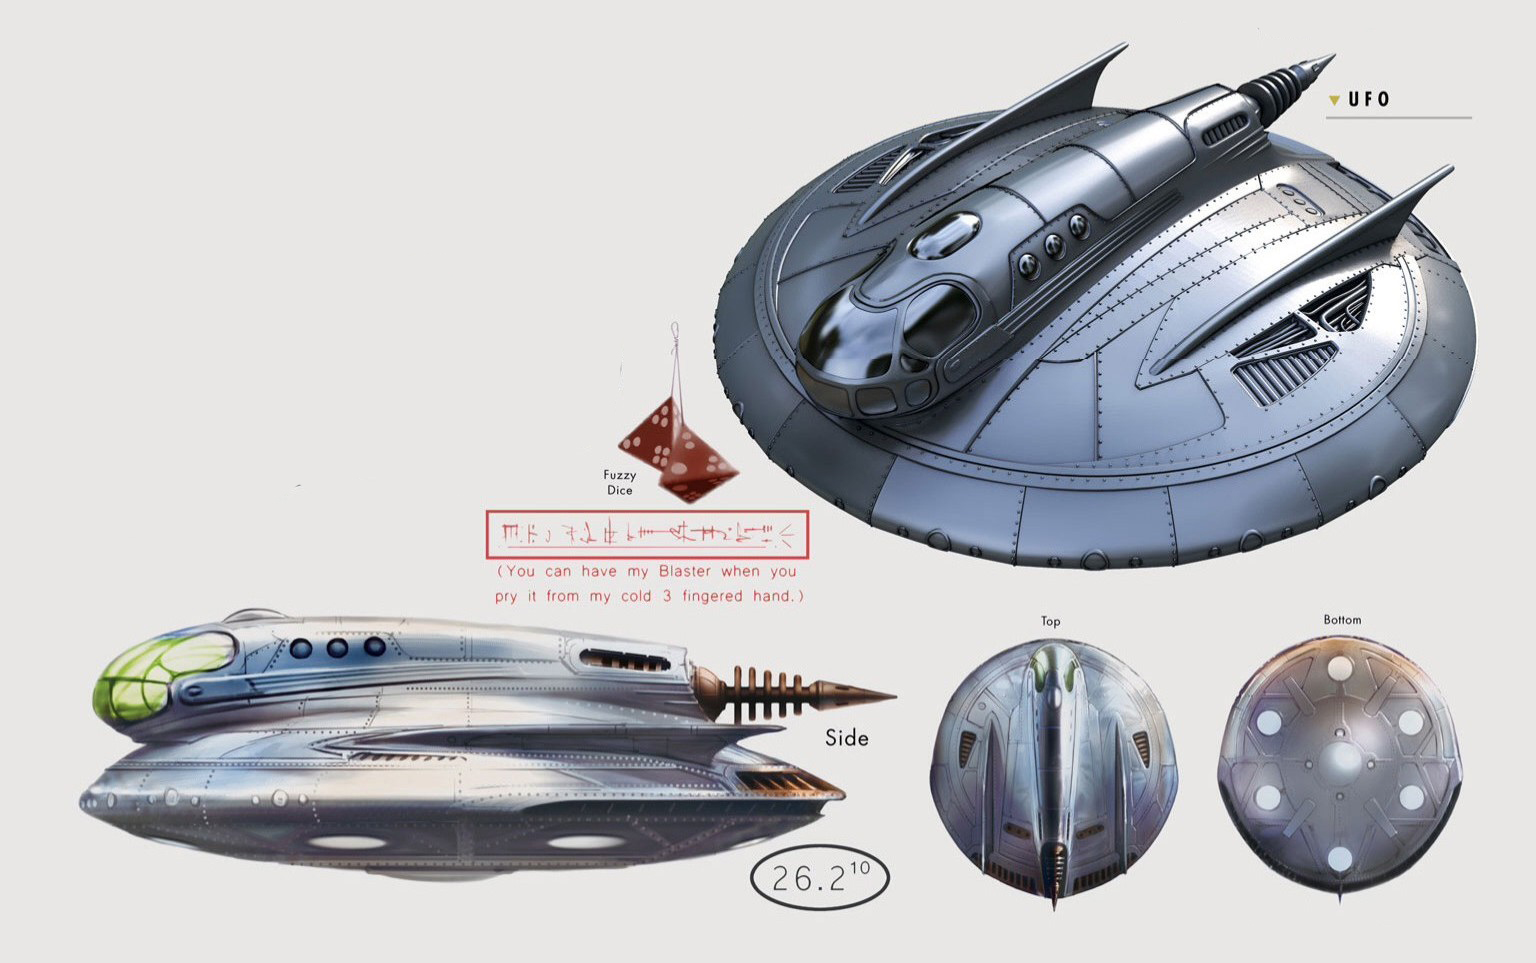 UFO
Fuzzy
Dice
(You can have my Blaster when you
pry it from my cold 3 fingered hand.)
Side
26.2¹⁰
Top
Bottom